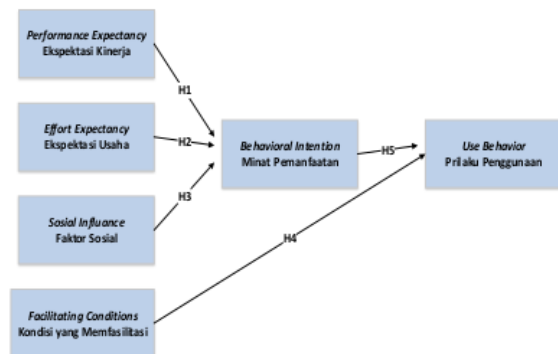 Performance Expectancy
Ekspektasi Kinerja
H1
Effort Expectancy
Ekspektasi Usaha
H2
Behavioral Intention
Minat Pemanfaatan
H5
Use Behavior
Prilaku Penggunaan
Sosial Influence
Faktor Sosial
H3
H4
Facilitating Conditions
Kondisi yang Memfasilitasi